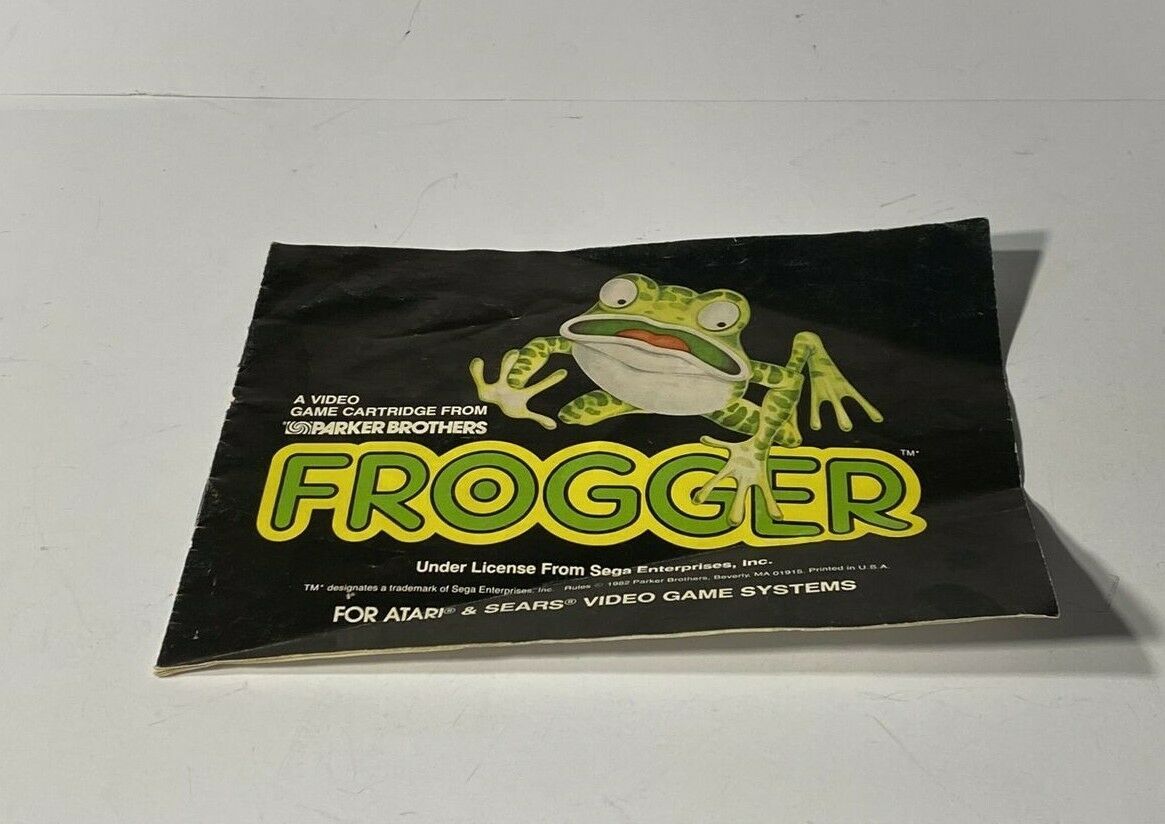 A VIDEO
GAME CARTRIDGE FROM
PARKER BROTHERS
FROGGER™*
Under License From Sega Enterprises, Inc.
TM* designates a trademark of Sega Enterprises, Inc. Rules © 1982 Parker Brothers, Beverly, MA 01915. Printed in U.S.A.
FOR ATARI® & SEARS® VIDEO GAME SYSTEMS